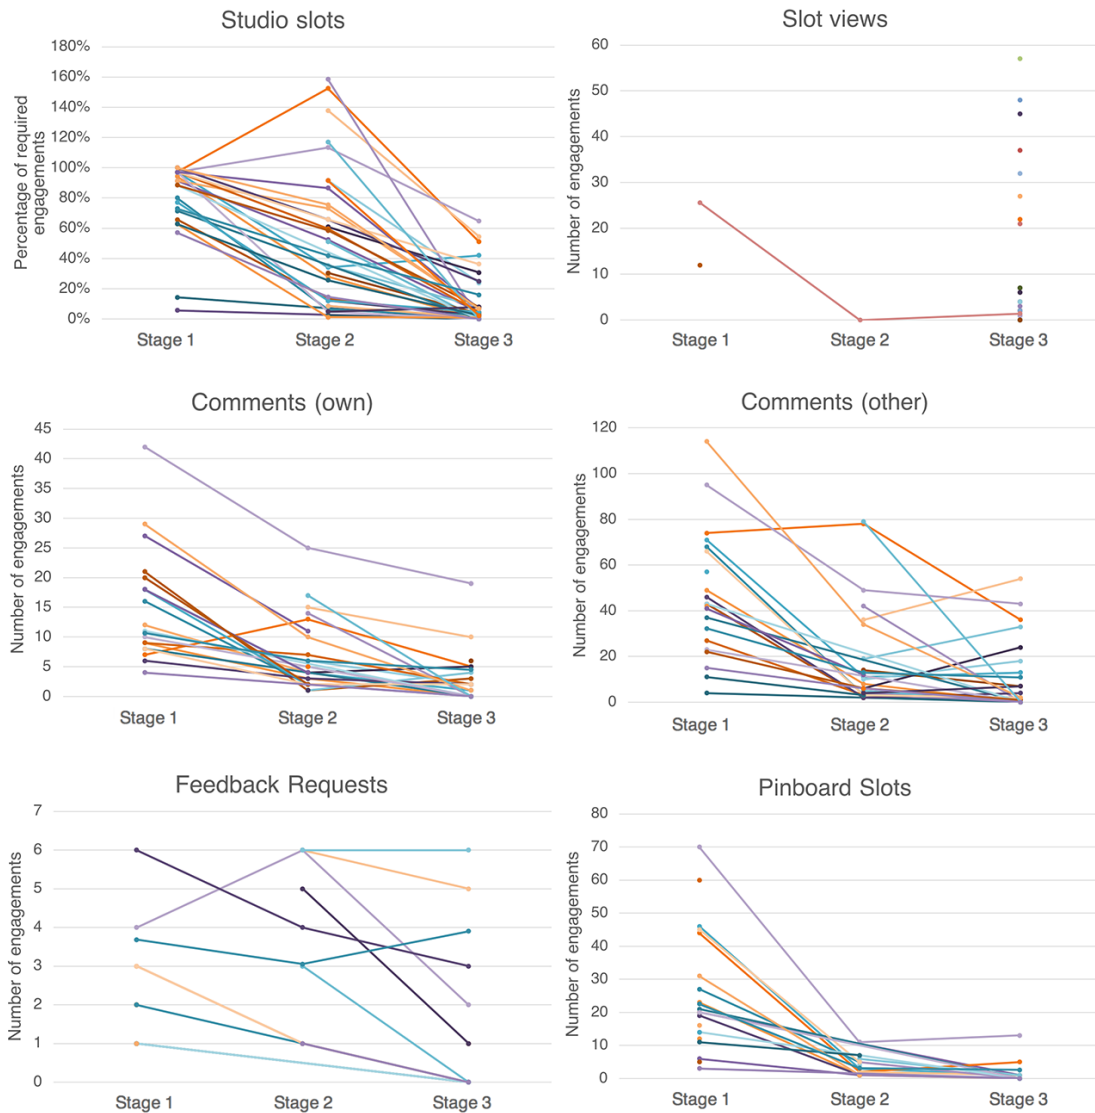 Studio slots
Percentage of required
engagements
180%
160%
140%
120%
100%
80%
60%
40%
20%
0%
Stage 1
Stage 2
Stage 3
Slot views
Number of engagements
60
50
40
30
20
10
0
Stage 1
Stage 2
Stage 3
Comments (own)
Number of engagements
45
40
35
30
25
20
15
10
5
0
Stage 1
Stage 2
Stage 3
Comments (other)
Number of engagements
120
100
80
60
40
20
0
Stage 1
Stage 2
Stage 3
Feedback Requests
Number of engagements
7
6
5
4
3
2
1
0
Stage 1
Stage 2
Stage 3
Pinboard Slots
Number of engagements
80
70
60
50
40
30
20
10
0
Stage 1
Stage 2
Stage 3